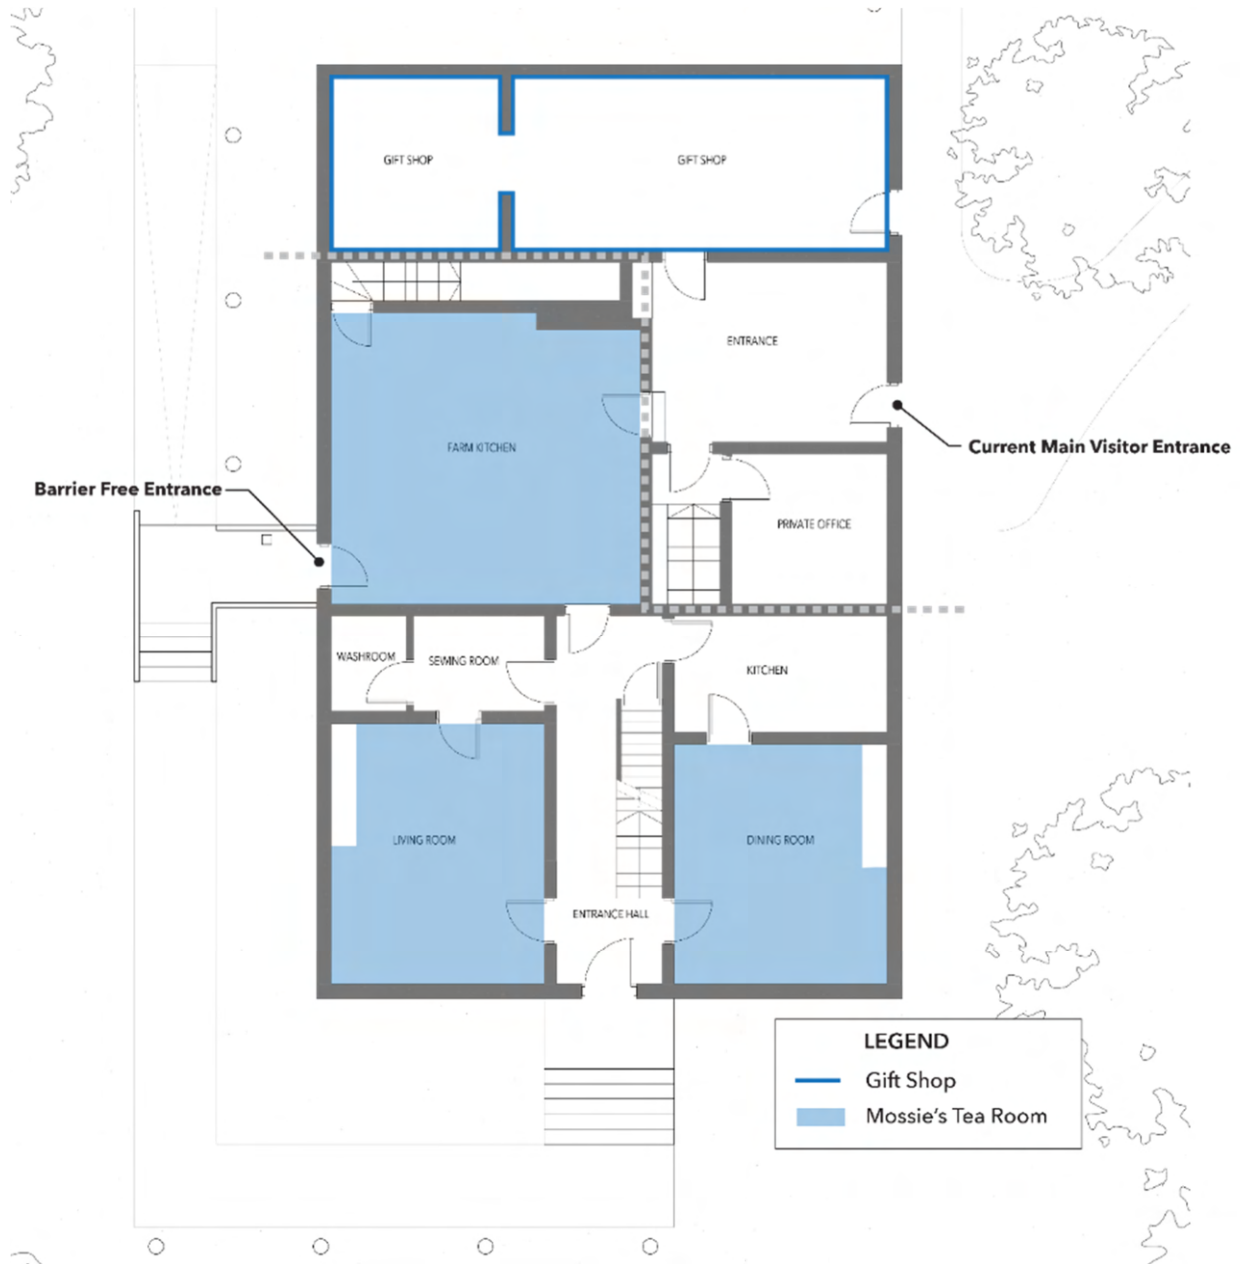 GIFT SHOP
GIFT SHOP
ENTRANCE
Current Main Visitor Entrance
FARM KITCHEN
Barrier Free Entrance
PRIVATE OFFICE
WASHROOM
SEWING ROOM
KITCHEN
LIVING ROOM
DINING ROOM
ENTRANCE HALL
LEGEND
Gift Shop
Mossie's Tea Room